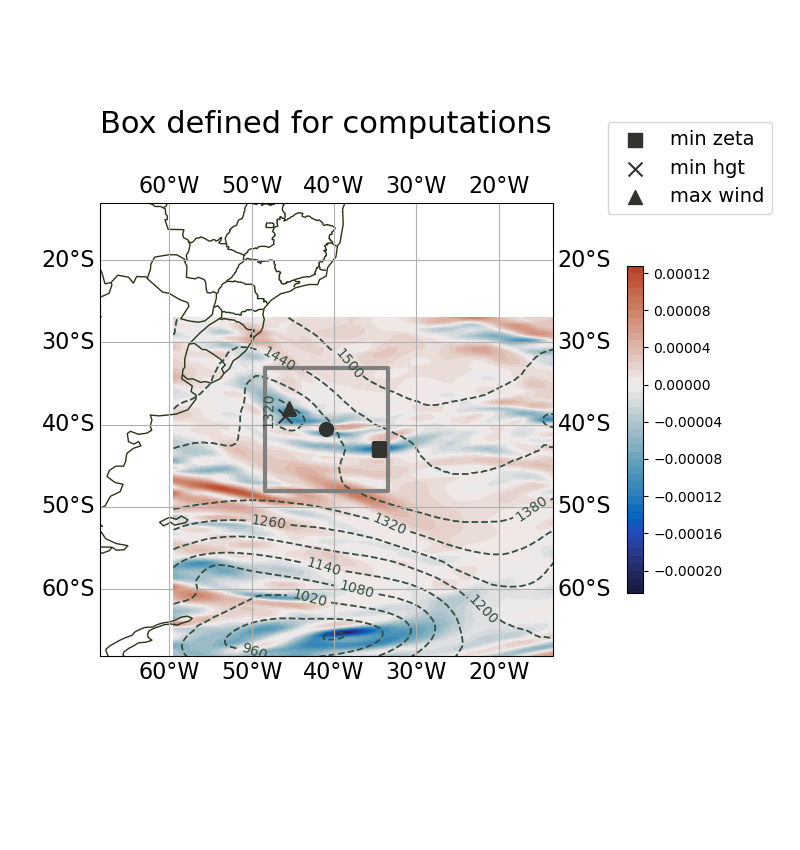 Box defined for computations
min zeta
min hgt
max wind
60°W 50°W 40°W 30°W 20°W
20°S 20°S
30°S 30°S
40°S 40°S
50°S 50°S
60°S 60°S
60°W 50°W 40°W 30°W 20°W
1440
1500
1320
1380
1260
1320
1140
1080
1020
1200
960
0.00012
0.00008
0.00004
0.00000
−0.00004
−0.00008
−0.00012
−0.00016
−0.00020